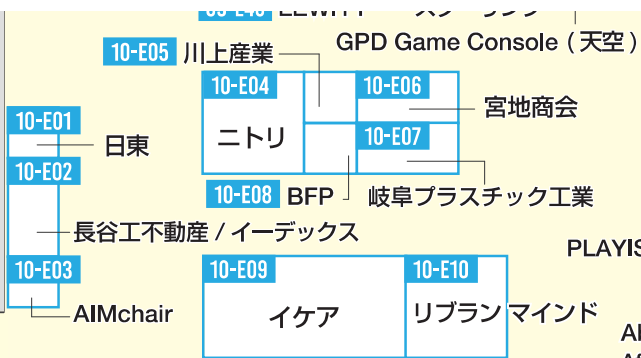 GPD Game Console ( 天空 )
10-E05 川上産業
10-E04
ニトリ
10-E06
宮地商会
10-E07
岐阜プラスチック工業
10-E08 BFP
10-E01
日東
10-E02
長谷工不動産 / イーデックス
10-E03
AIMchair
10-E09
イケア
10-E10
リブラン マインド